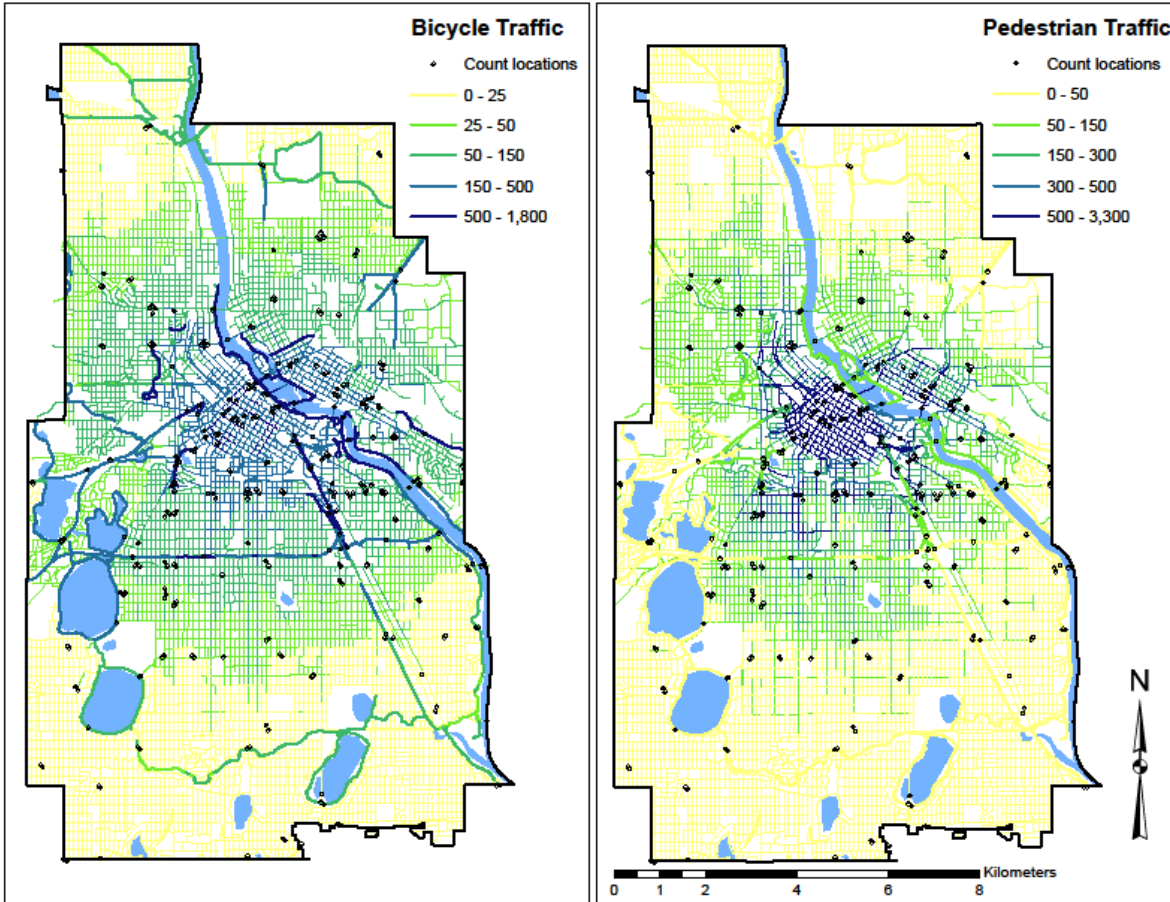 Bicycle Traffic
Count locations
0 - 25
25 - 50
50 - 150
150 - 500
500 - 1,800
Pedestrian Traffic
Count locations
0 - 50
50 - 150
150 - 300
300 - 500
500 - 3,300
N
Kilometers
0 1 2 4 6 8